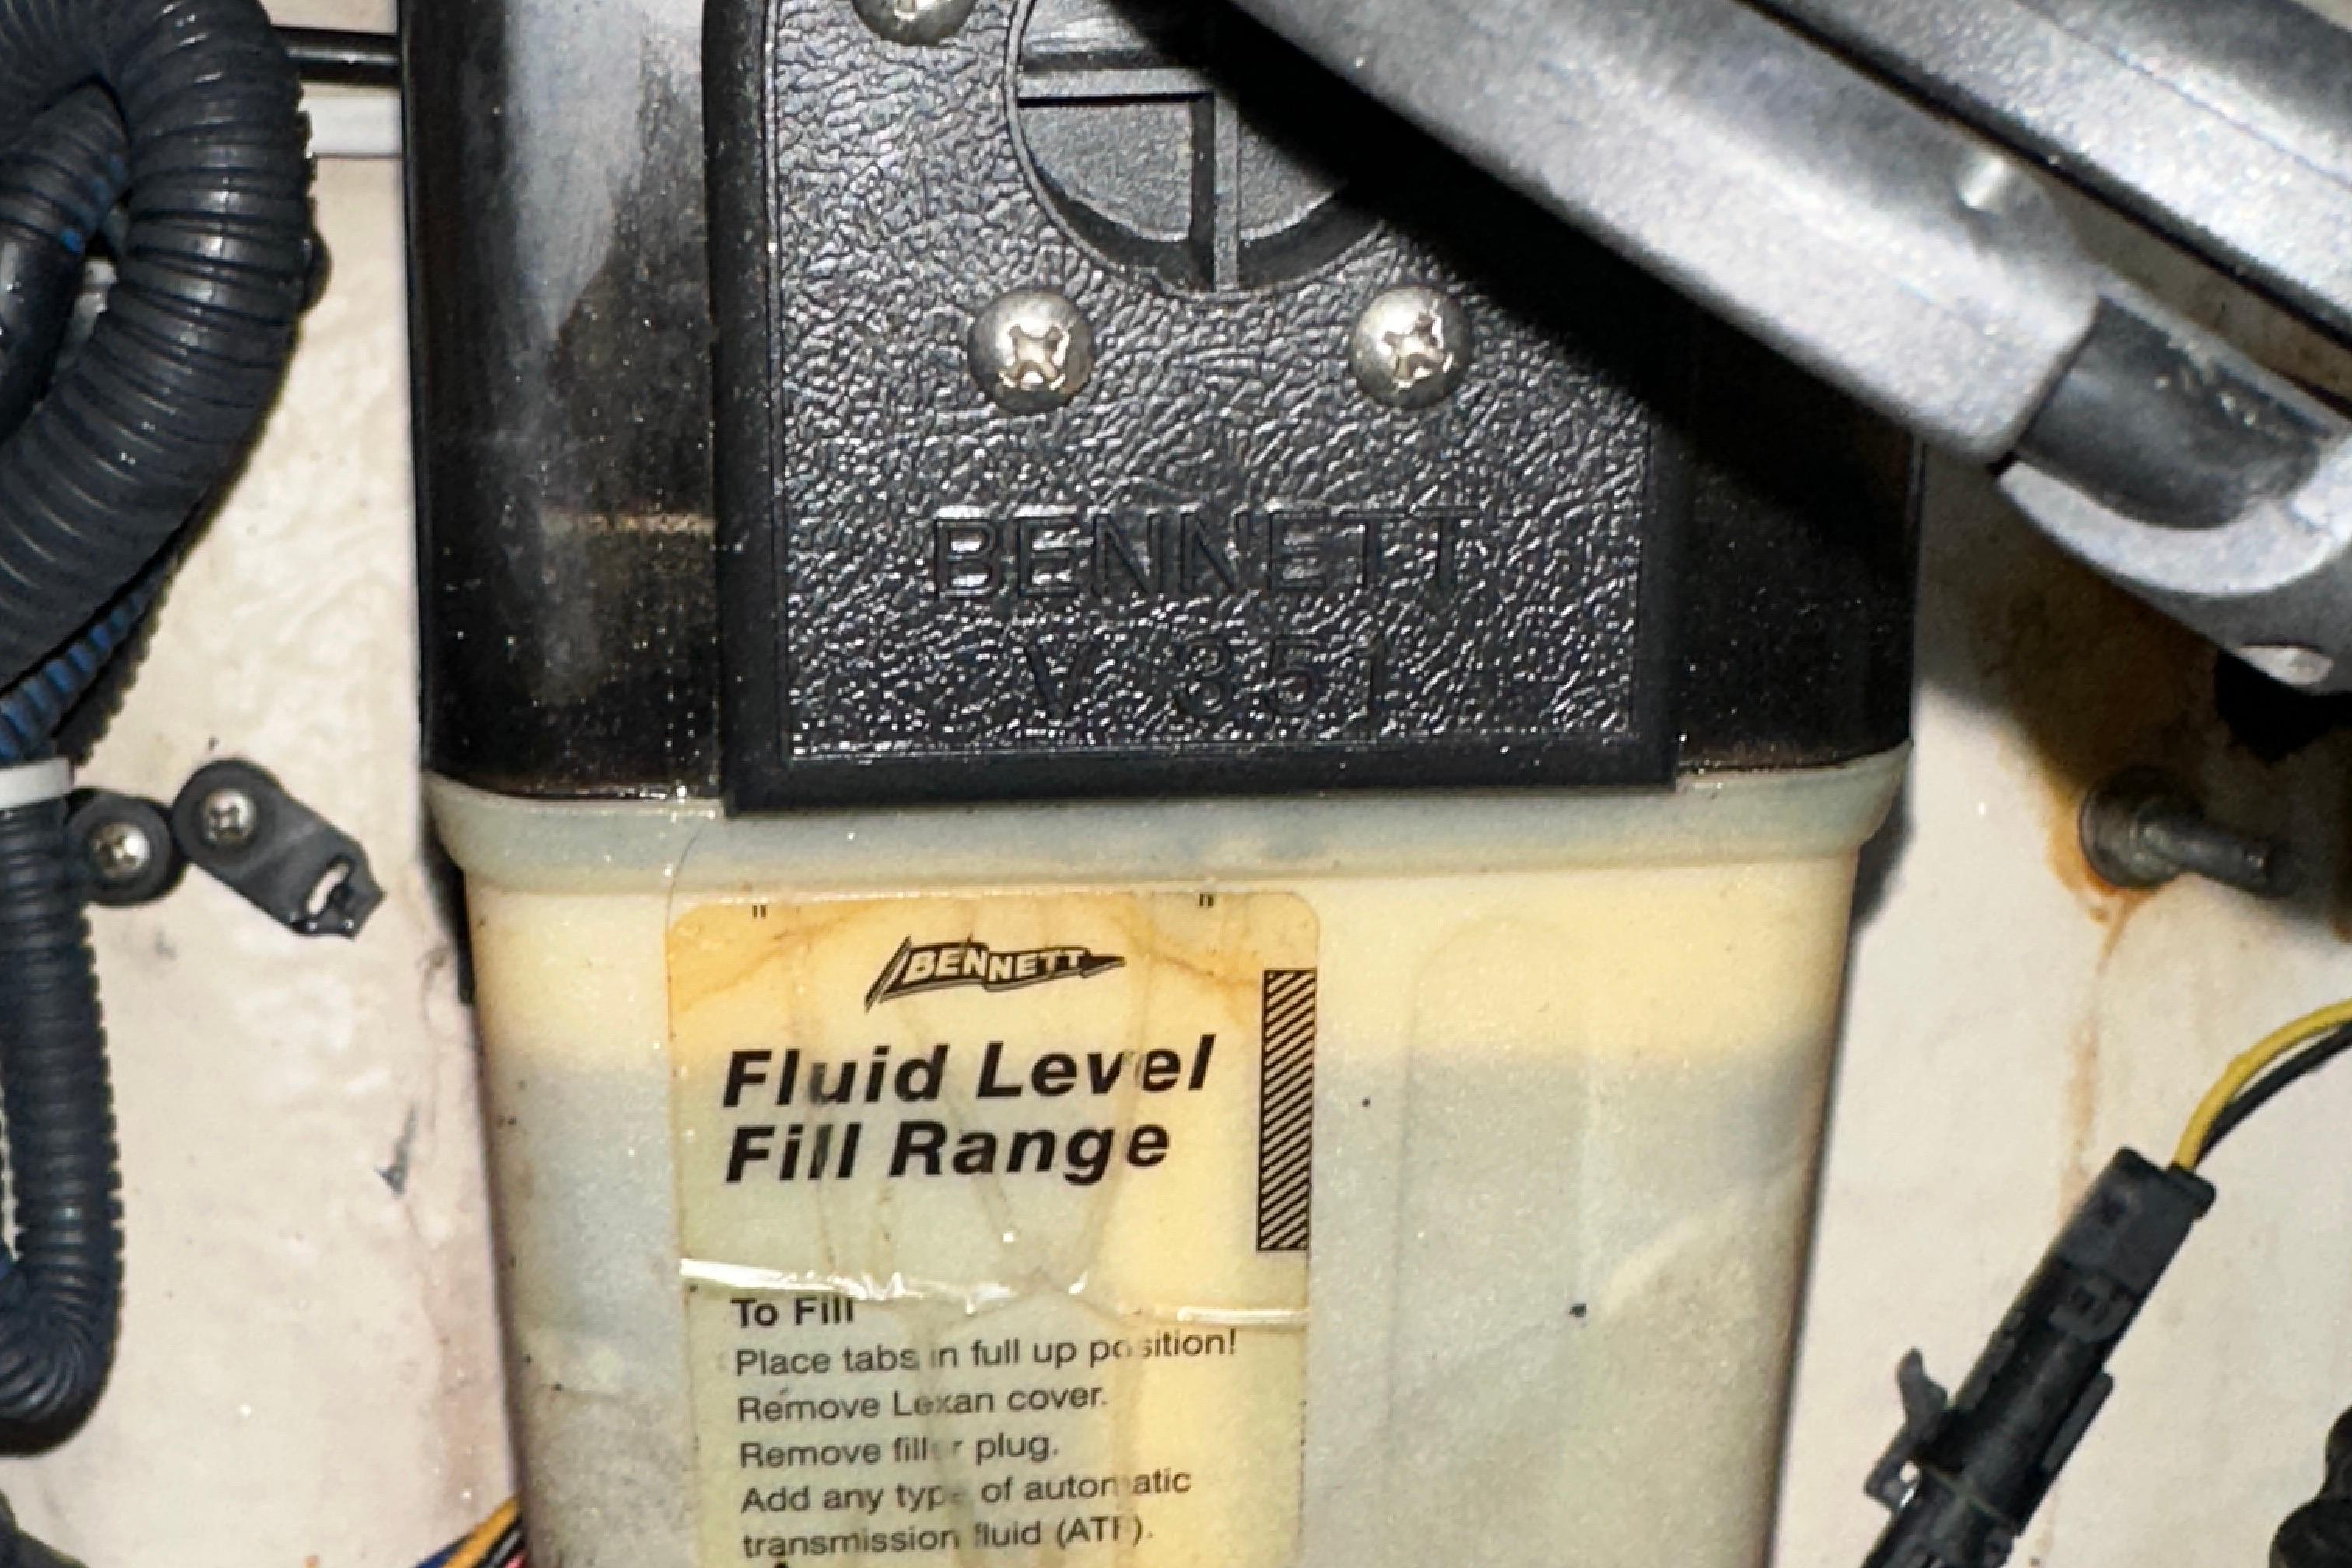 BENNETT
V 351
BENNETT
Fluid Level
Fill Range
To Fill
Place tabs in full up position!
Remove Lexan cover.
Remove filler plug.
Add any type of automatic
transmission fluid (ATF).